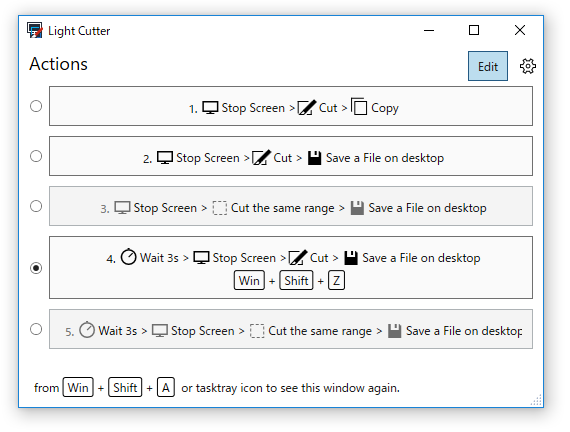 Light Cutter
Actions
Edit
1. Stop Screen > Cut > Copy
2. Stop Screen > Cut > Save a File on desktop
3. Stop Screen > Cut the same range > Save a File on desktop
4. Wait 3s > Stop Screen > Cut > Save a File on desktop
Win + Shift + Z
5. Wait 3s > Stop Screen > Cut the same range > Save a File on desktop
from Win + Shift + A or tasktray icon to see this window again.